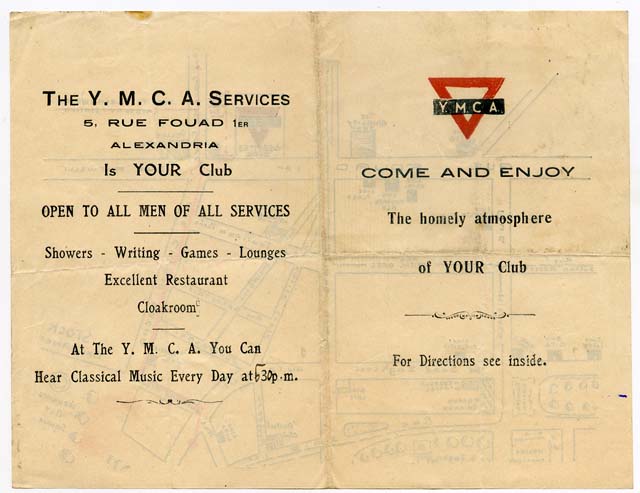 THE Y. M. C. A. SERVICES
5, RUE FOUAD 1ER
ALEXANDRIA
Is YOUR Club
OPEN TO ALL MEN OF ALL SERVICES
Showers - Writing - Games - Lounges
Excellent Restaurant
Cloakroom
At The Y. M. C. A. You Can
Hear Classical Music Every Day at 5·30p.m.
Y.M.C.A.
COME AND ENJOY
The homely atmosphere
of YOUR Club
For Directions see inside.